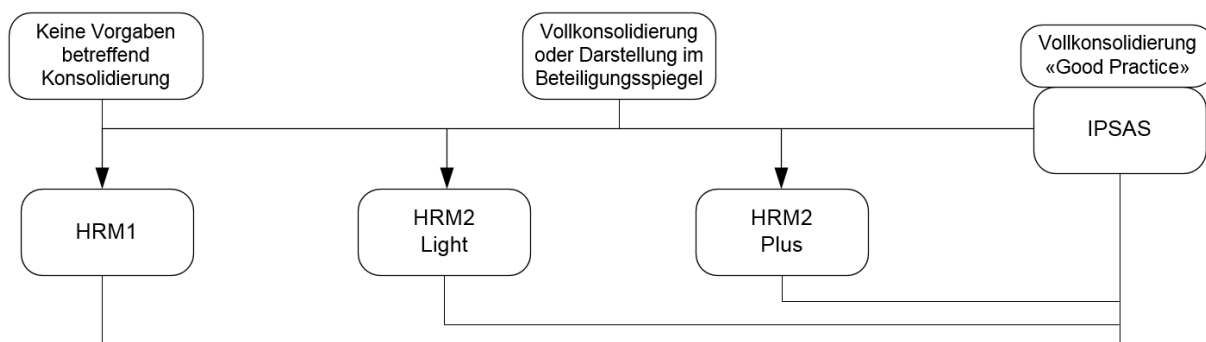 Keine Vorgaben
betreffend
Konsolidierung
Vollkonsolidierung
oder Darstellung im
Beteiligungsspiegel
Vollkonsolidierung
«Good Practice»
IPSAS
HRM1
HRM2
Light
HRM2
Plus